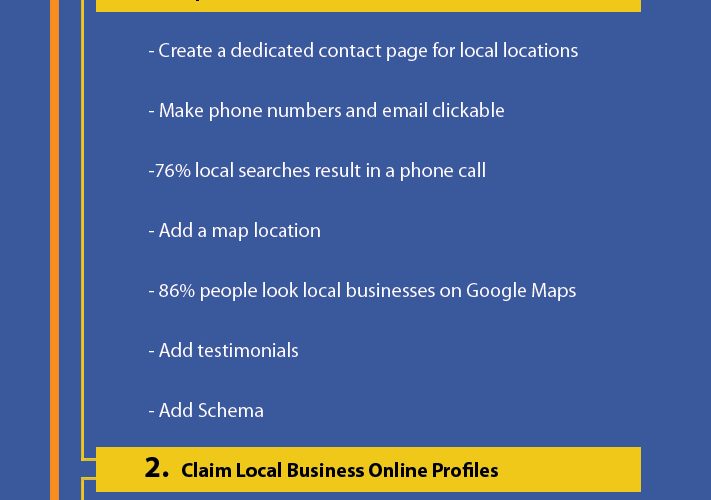 - Create a dedicated contact page for local locations
- Make phone numbers and email clickable
-76% local searches result in a phone call
- Add a map location
- 86% people look local businesses on Google Maps
- Add testimonials
- Add Schema
2. Claim Local Business Online Profiles